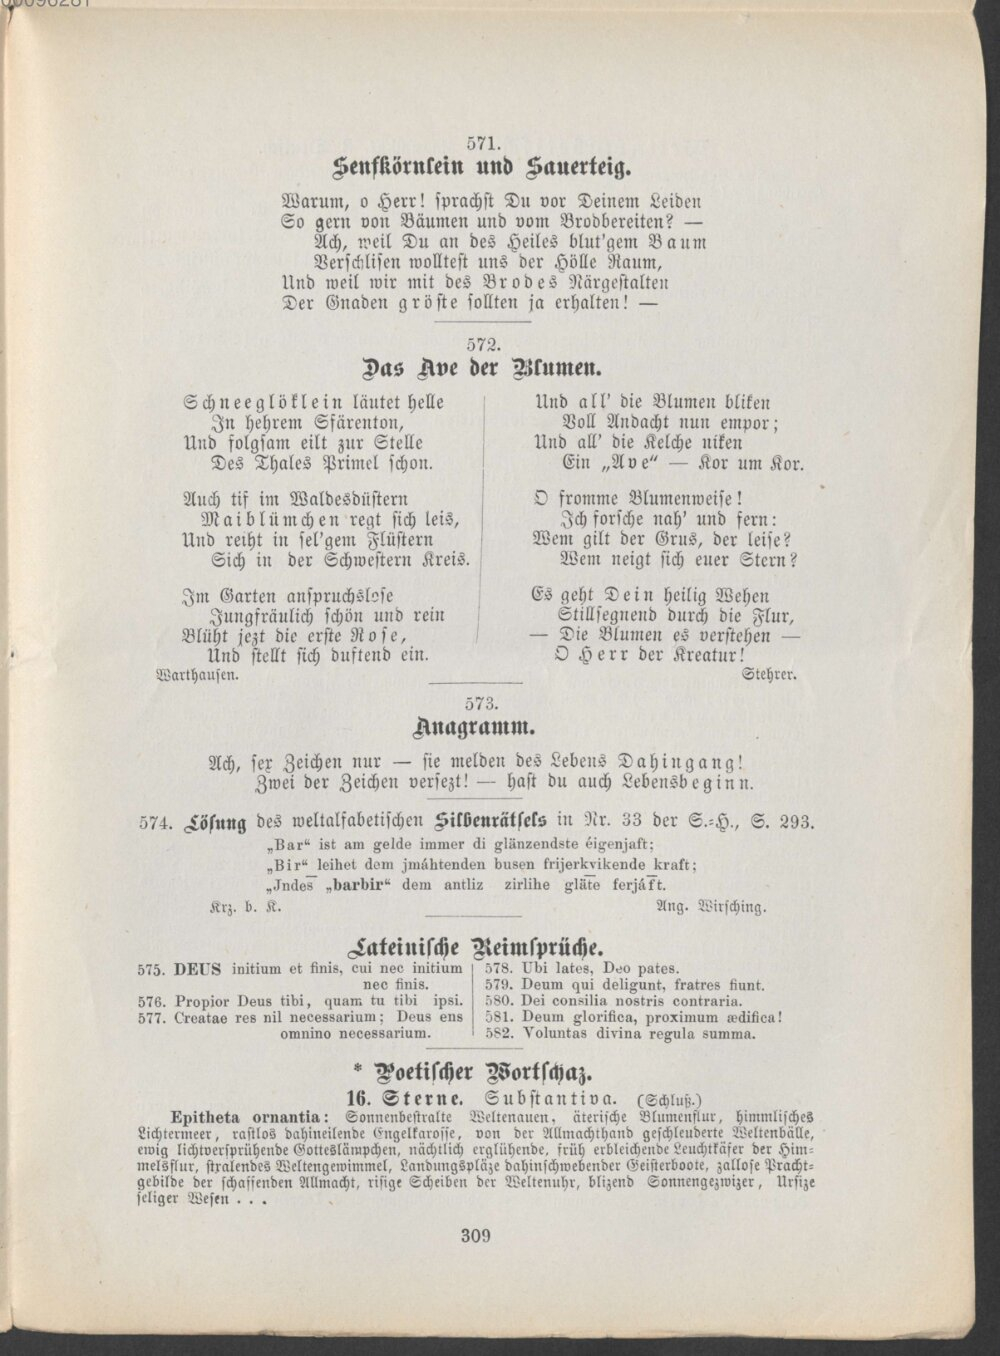 571.
Senfkörnlein und Sauerteig.
Warum, o Herr! sprachst Du vor Deinem Leiden
So gern von Bäumen und vom Brodbereiten? —
Ach, weil Du an des Heiles blut'gem Baum
Verschlisen wolltest uns der Hölle Raum,
Und weil wir mit des Brodes Närgestalten
Der Gnaden gröste sollten ja erhalten! —
572.
Das Ave der Blumen.
Schneeglöklein läutet helle
In hehrem Sfärenton,
Und folgsam eilt zur Stelle
Des Thales Primel schon.
Auch tif im Waldesdüstern
Maiblümchen regt sich leis,
Und reiht in sel'gem Flüstern
Sich in der Schwestern Kreis.
Im Garten anspruchslose
Jungfräulich schön und rein
Blüht jezt die erste Rose,
Und stellt sich duftend ein.
Warthausen.
Und all' die Blumen bliken
Voll Andacht nun empor;
Und all' die Kelche niken
Ein „Ave“ — Kor um Kor.
O fromme Blumenweise!
Ich forsche nah' und fern:
Wem gilt der Grus, der leise?
Wem neigt sich euer Stern?
Es geht Dein heilig Wehen
Stillsegnend durch die Flur,
— Die Blumen es verstehen —
O Herr der Kreatur!
Stehrer.
573.
Anagramm.
Ach, sex Zeichen nur — sie melden des Lebens Dahingang!
Zwei der Zeichen versezt! — hast du auch Lebensbeginn.
574. Lösung des weltalfabetischen Silbenrätsels in Nr. 33 der S.-H., S. 293.
„Bar“ ist am gelde immer di glänzendste éigenjaft;
„Bir“ leihet dem jmáhtenden busen frijerkvikende kraft;
„Jndes „barbir“ dem antliz zirlihe gläte ferjáft.
Krz. b. K.
Aug. Wirsching.
Lateinische Reimsprüche.
575. DEUS initium et finis, cui nec initium
nec finis.
576. Propior Deus tibi, quam tu tibi ipsi.
577. Creatae res nil necessarium; Deus ens
omnino necessarium.
578. Ubi lates, Deo pates.
579. Deum qui deligunt, fratres fiunt.
580. Dei consilia nostris contraria.
581. Deum glorifica, proximum ædifica!
582. Voluntas divina regula summa.
* Poetischer Wortschaz.
16. Sterne. Substantiva. (Schluß.)
Epitheta ornantia: Sonnenbestralte Weltenauen, äterische Blumenflur, himmlisches
Lichtermeer, rastlos dahineilende Engelkarosse, von der Allmachthand geschleuderte Weltenbälle,
ewig lichtversprühende Gotteslämpchen, nächtlich erglühende, früh erbleichende Leuchtkäfer der Him-
melsflur, stralendes Weltengewimmel, Landungspläze dahinschwebender Geisterboote, zallose Pracht-
gebilde der schaffenden Allmacht, risige Scheiben der Weltenuhr, blizend Sonnengezwizer, Ursize
seliger Wesen . . .
309